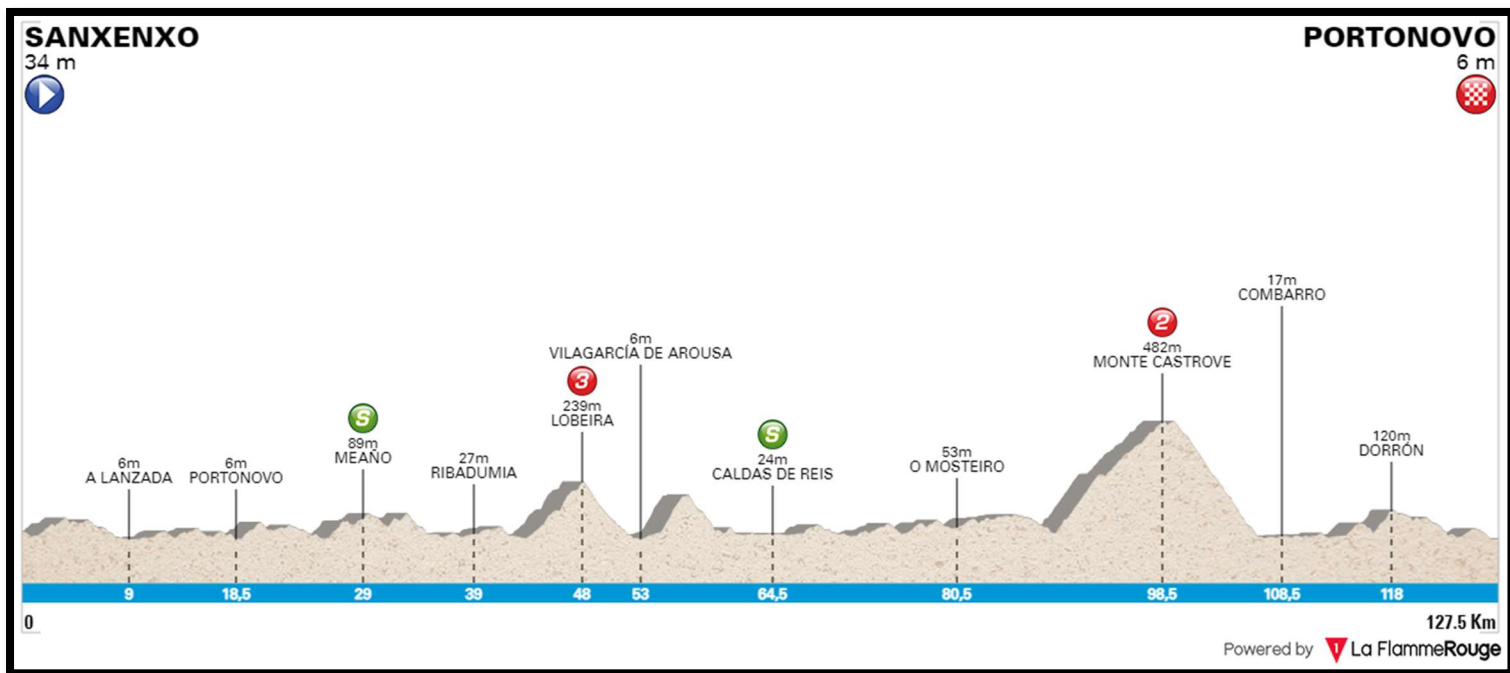 SANXENXO
34 m
PORTONOVO
6 m
6m
A LANZADA
6m
PORTONOVO
S
89m
MEAÑO
27m
RIBADUMIA
3
239m
LOBEIRA
6m
VILAGARCÍA DE AROUSA
S
24m
CALDAS DE REIS
53m
O MOSTEIRO
2
482m
MONTE CASTROVE
17m
COMBARRO
120m
DORRÓN
9 18,5 29 39 48 53 64,5 80,5 98,5 108,5 118
0
127.5 Km
Powered by 1 La FlammeRouge